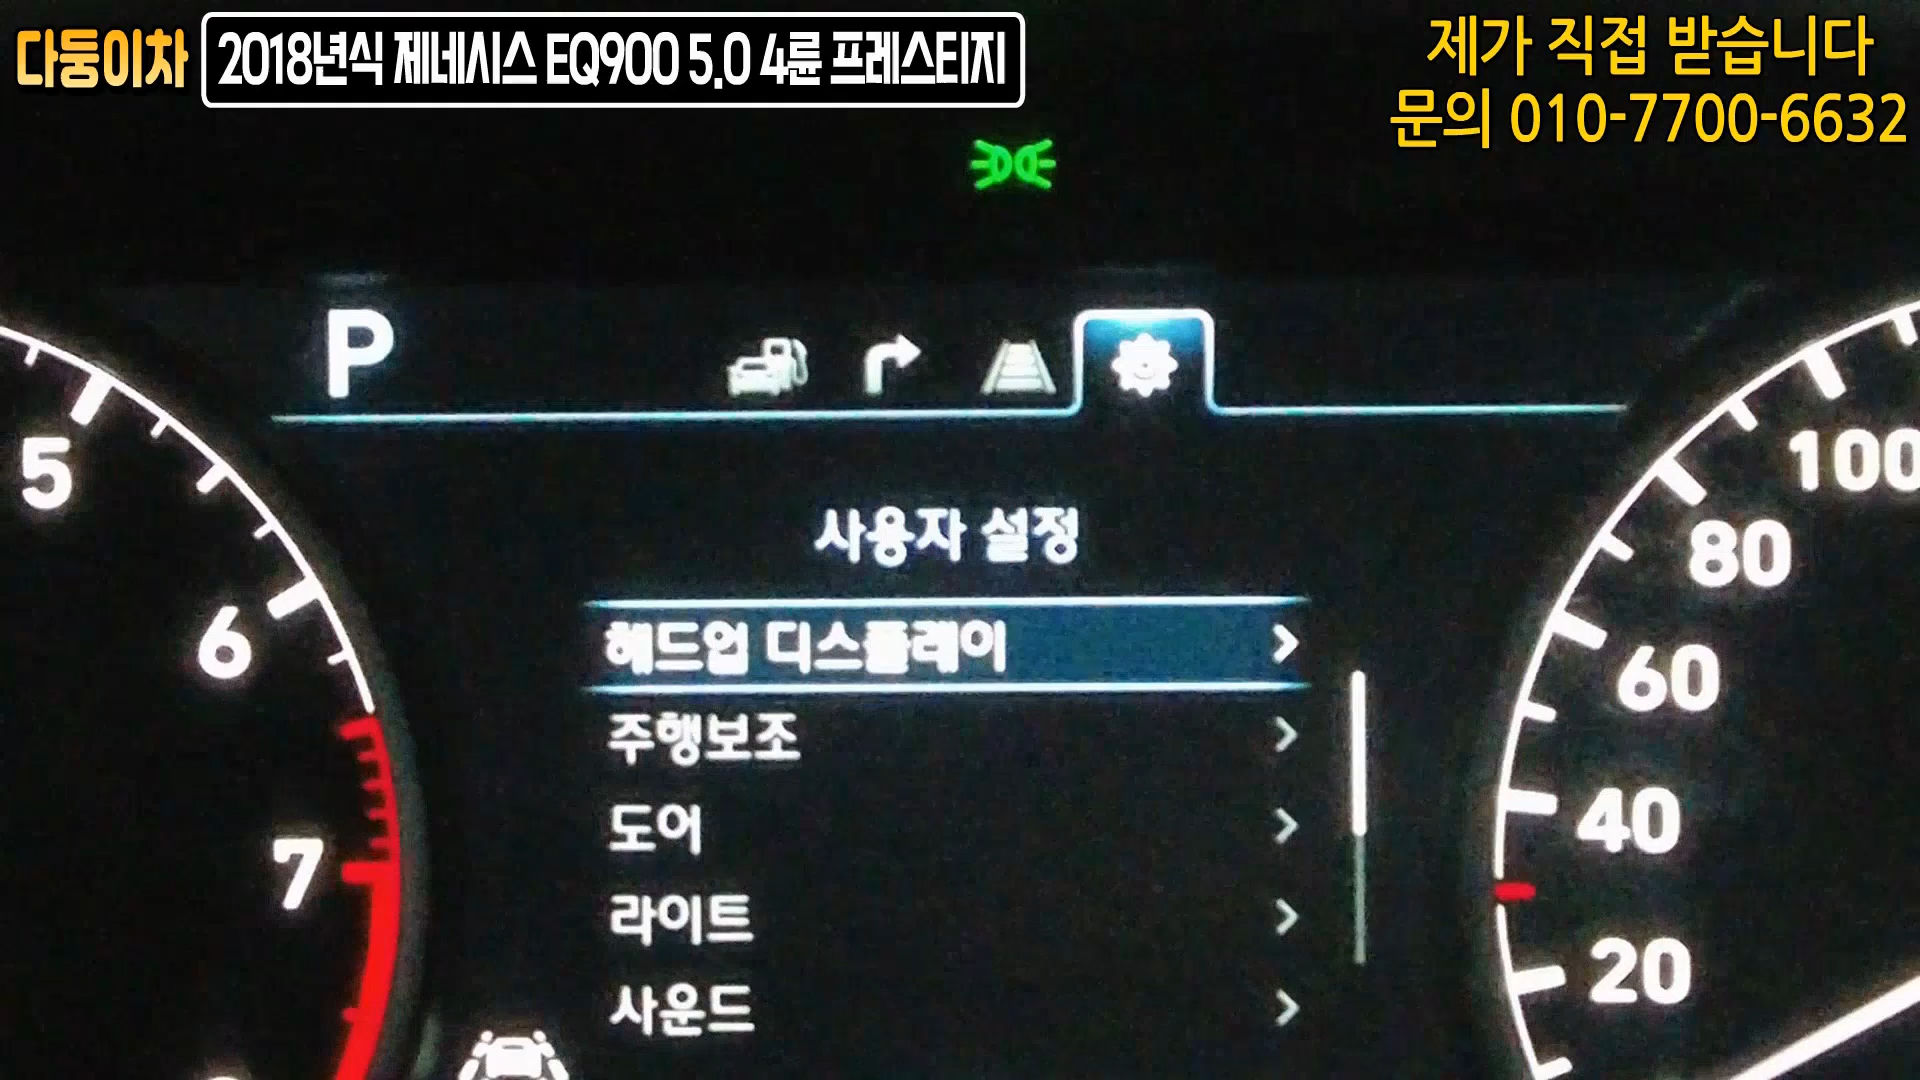 다둥이차 2018년식 제네시스 EQ900 5.0 4륜 프레스티지
제가 직접 받습니다
문의 010-7700-6632
P
사용자 설정
헤드업 디스플레이
주행보조
도어
라이트
사운드
5
6
7
100
80
60
40
20